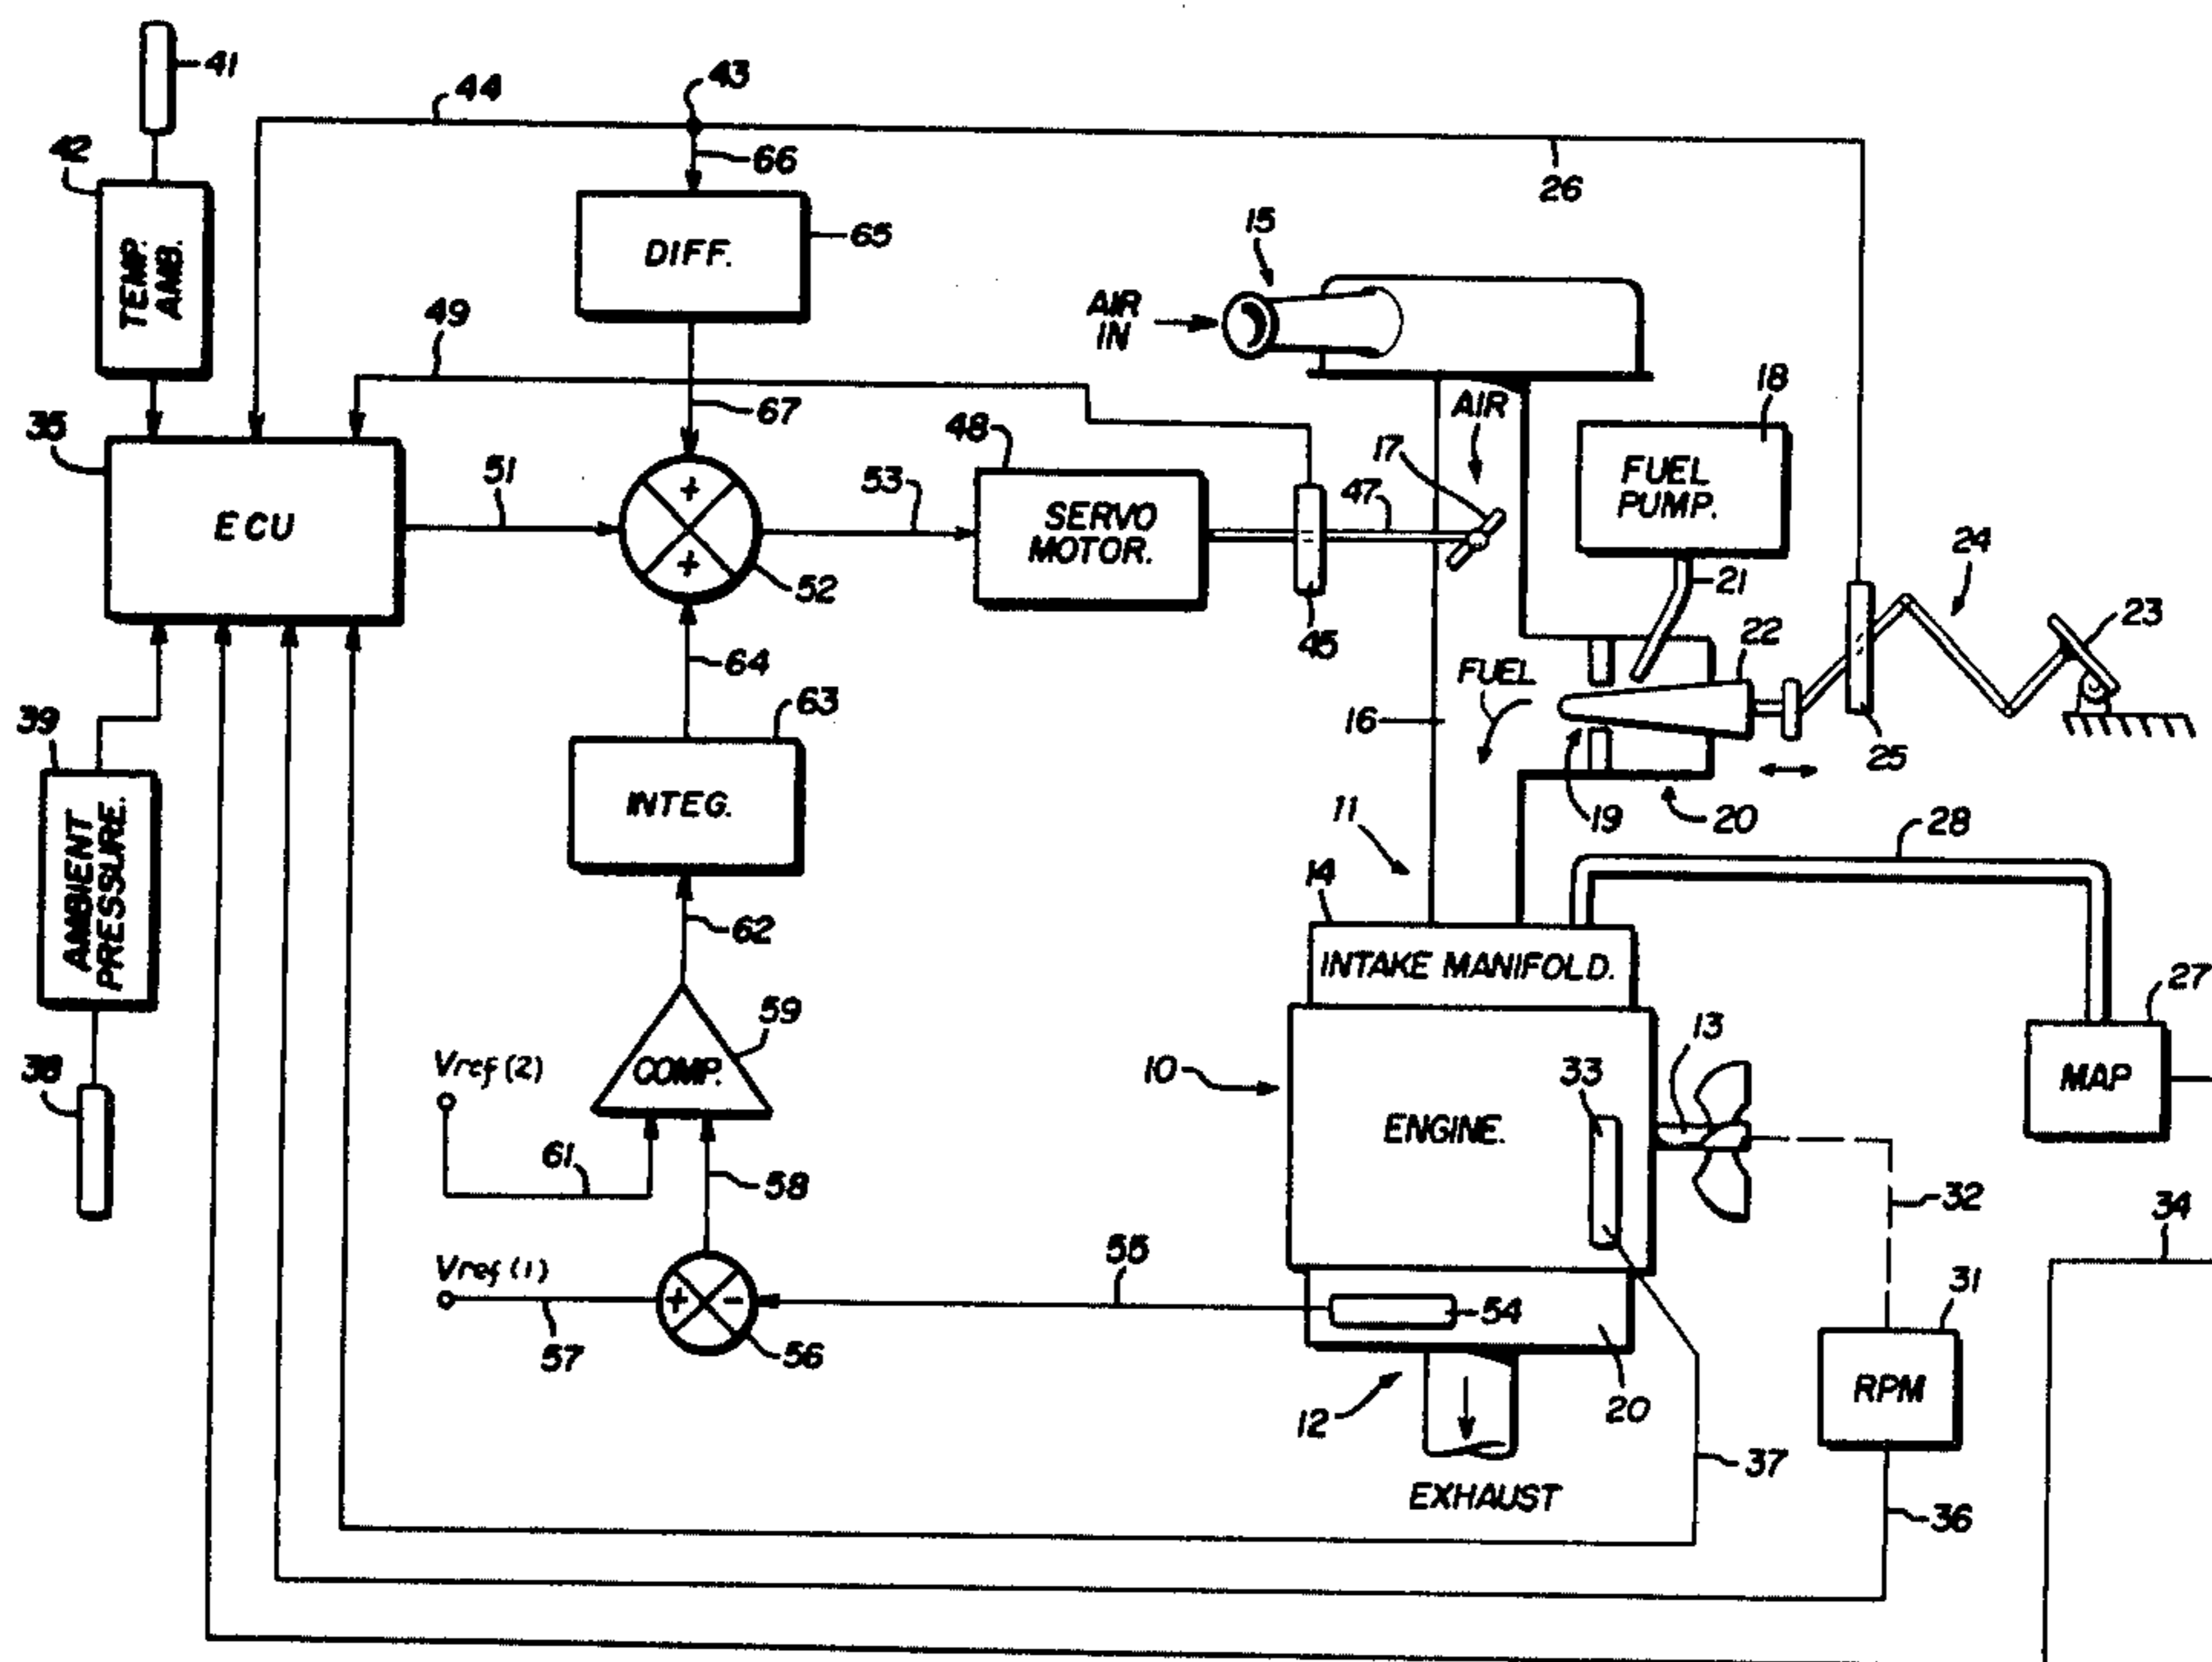 41
44
43
42
66
26
TEMP.
AMB.
DIFF.
65
15
AIR
IN
49
67
AIR
18
35
51
48
17
FUEL
PUMP.
ECU
+
+
52
53
SERVO
MOTOR.
47
45
21
24
23
22
25
64
FUEL
16
19
20
39
63
INTEG.
AMBIENT
PRESSURE.
11
14
28
62
INTAKE MANIFOLD.
27
59
COMP.
Vref (2)
38
10
33
13
MAP
ENGINE.
61
58
32
34
Vref (1)
57
+
-
56
55
54
31
RPM
12
20
EXHAUST
37
36